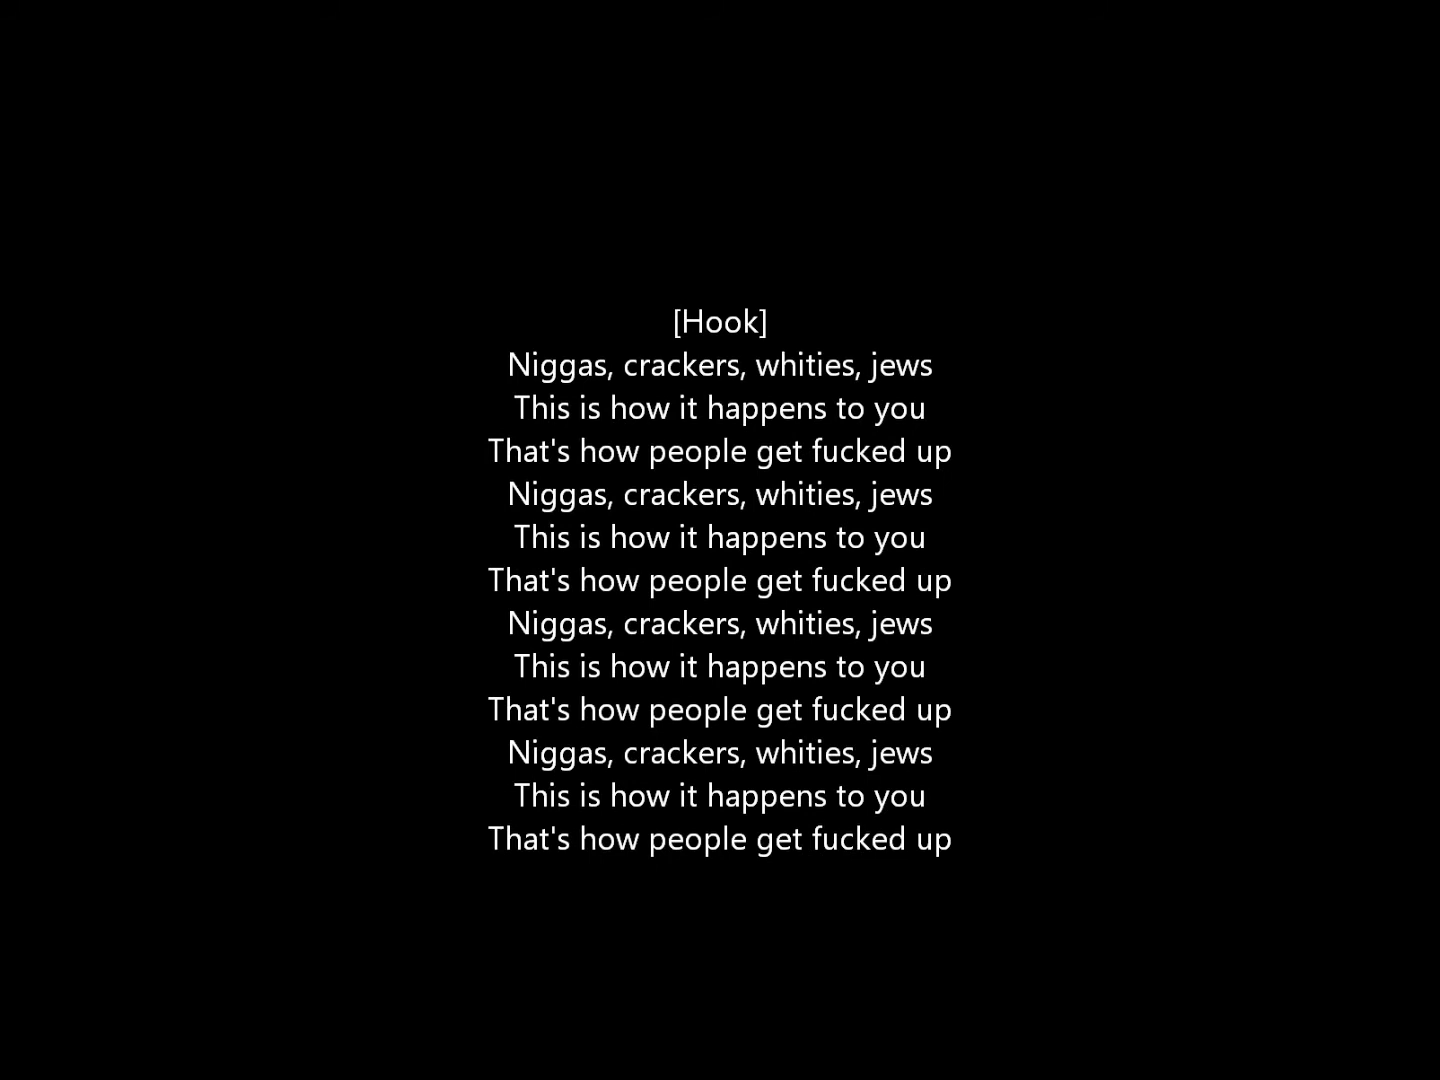 [Hook]
Niggas, crackers, whities, jews
This is how it happens to you
That's how people get fucked up
Niggas, crackers, whities, jews
This is how it happens to you
That's how people get fucked up
Niggas, crackers, whities, jews
This is how it happens to you
That's how people get fucked up
Niggas, crackers, whities, jews
This is how it happens to you
That's how people get fucked up